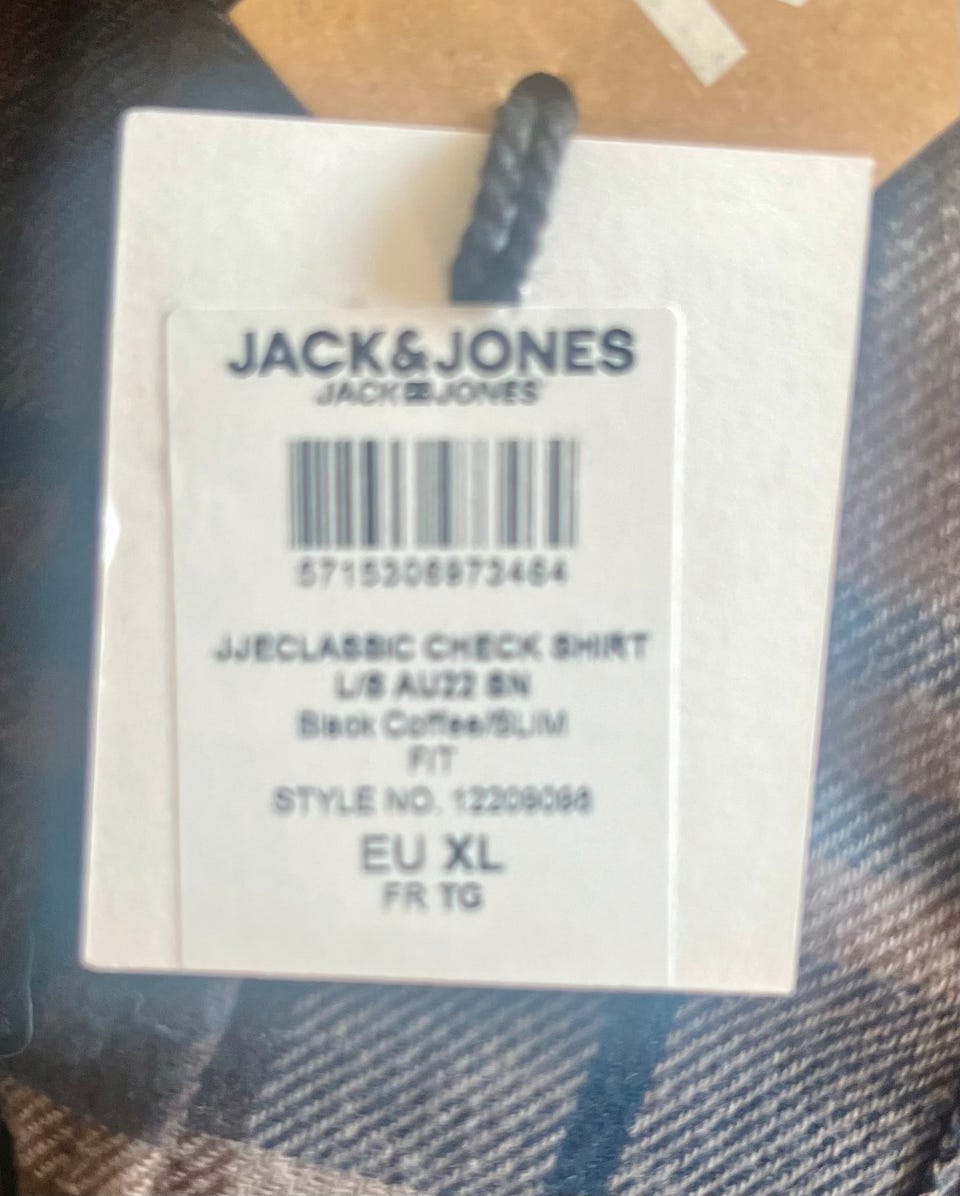 JACK&JONES
JACK&JONES
5715306973464
JJECLASSIC CHECK SHIRT
L/S AU22 SN
Black Coffee/SLIM
FIT
STYLE NO.
EU XL
FR TG